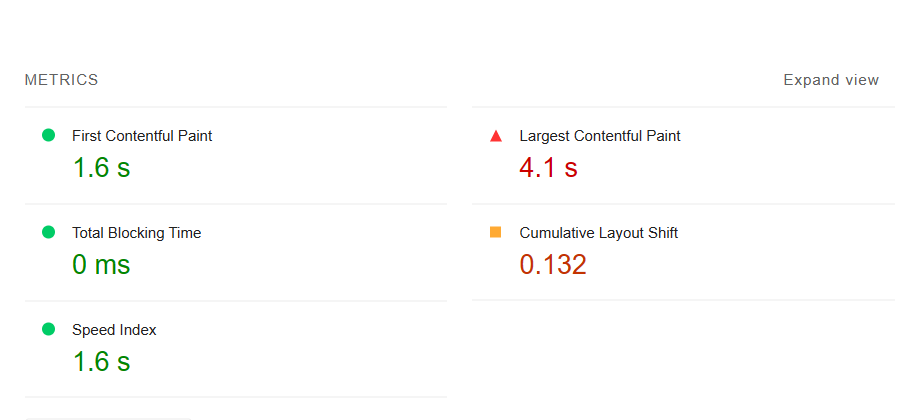 METRICS
Expand view
First Contentful Paint
1.6 s
Largest Contentful Paint
4.1 s
Total Blocking Time
0 ms
Cumulative Layout Shift
0.132
Speed Index
1.6 s